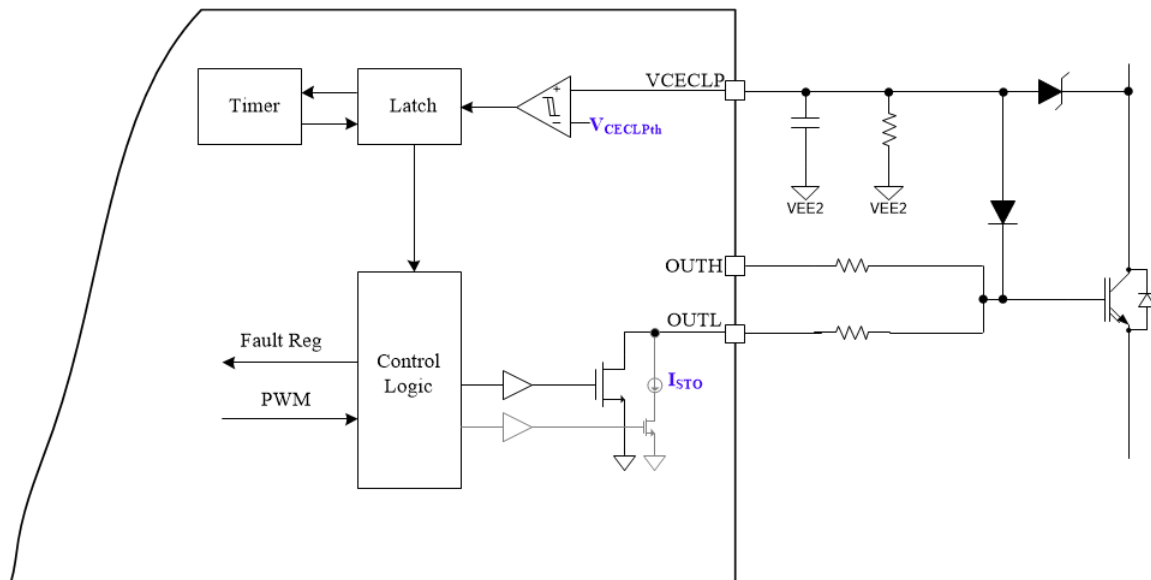 VCECLP
Timer
Latch
+
−
VCECLPth
VEE2
VEE2
OUTH
OUTL
Fault Reg
Control
Logic
ISTO
PWM